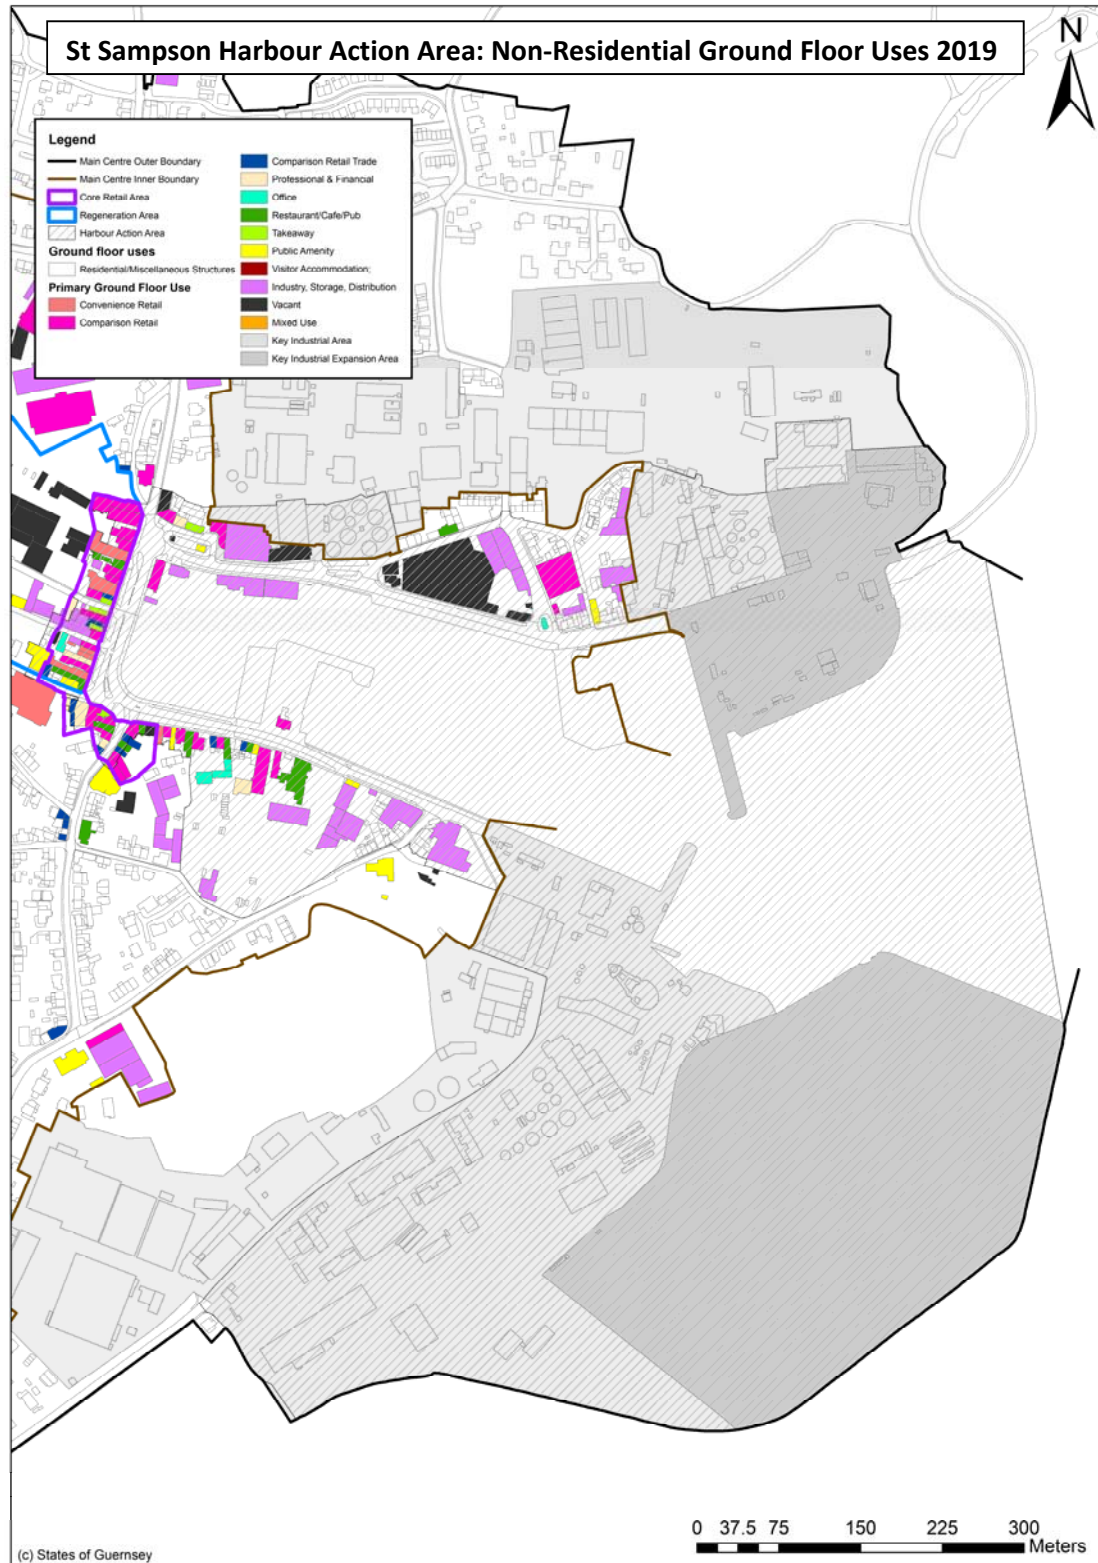 St Sampson Harbour Action Area: Non-Residential Ground Floor Uses 2019
N
Legend
Main Centre Outer Boundary
Main Centre Inner Boundary
Core Retail Area
Regeneration Area
Harbour Action Area
Ground floor uses
Residential/Miscellaneous Structures
Primary Ground Floor Use
Convenience Retail
Comparison Retail
Comparison Retail Trade
Professional & Financial
Office
Restaurant/Cafe/Pub
Takeaway
Public Amenity
Visitor Accommodation;
Industry, Storage, Distribution
Vacant
Mixed Use
Key Industrial Area
Key Industrial Expansion Area
0 37.5 75 150 225 300
Meters
(c) States of Guernsey